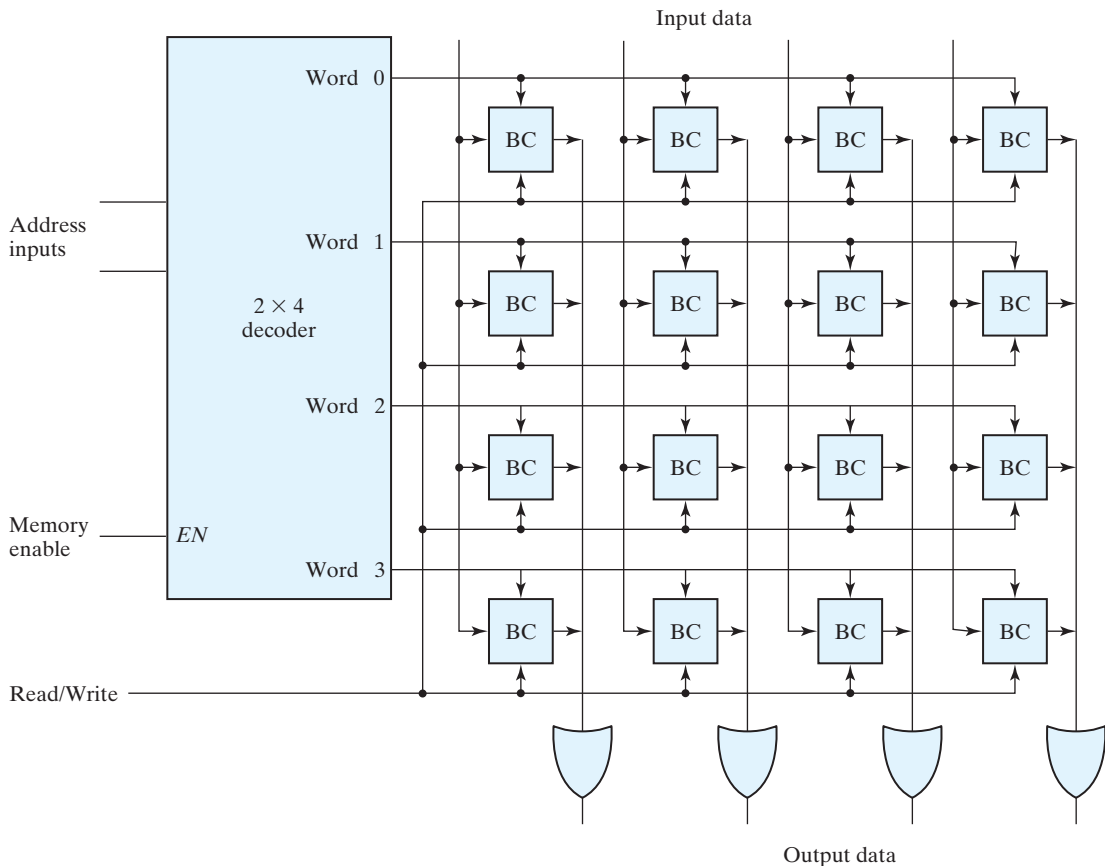 Input data
Word 0
BC BC BC BC
Address
inputs
Word 1
2 × 4
decoder
BC BC BC BC
Word 2
BC BC BC BC
Memory
enable
EN
Word 3
BC BC BC BC
Read/Write
Output data